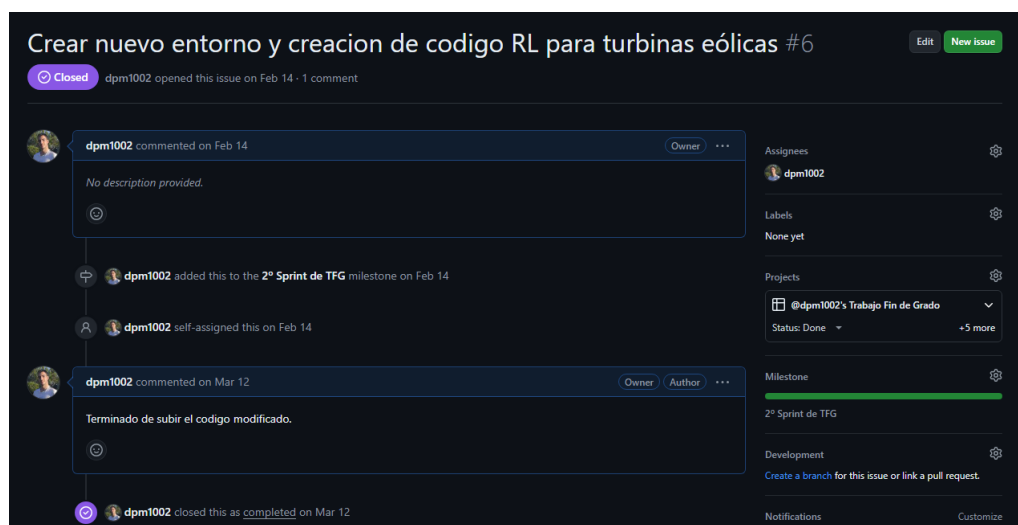 Crear nuevo entorno y creacion de codigo RL para turbinas eólicas #6
Edit
New issue
Closed
dpm1002 opened this issue on Feb 14 · 1 comment
dpm1002 commented on Feb 14
Owner
No description provided.
dpm1002 added this to the 2º Sprint de TFG milestone on Feb 14
dpm1002 self-assigned this on Feb 14
dpm1002 commented on Mar 12
Owner
Author
Terminado de subir el codigo modificado.
dpm1002 closed this as completed on Mar 12
Assignees
dpm1002
Labels
None yet
Projects
@dpm1002's Trabajo Fin de Grado
Status: Done
+5 more
Milestone
2º Sprint de TFG
Development
Create a branch for this issue or link a pull request.
Notifications
Customize